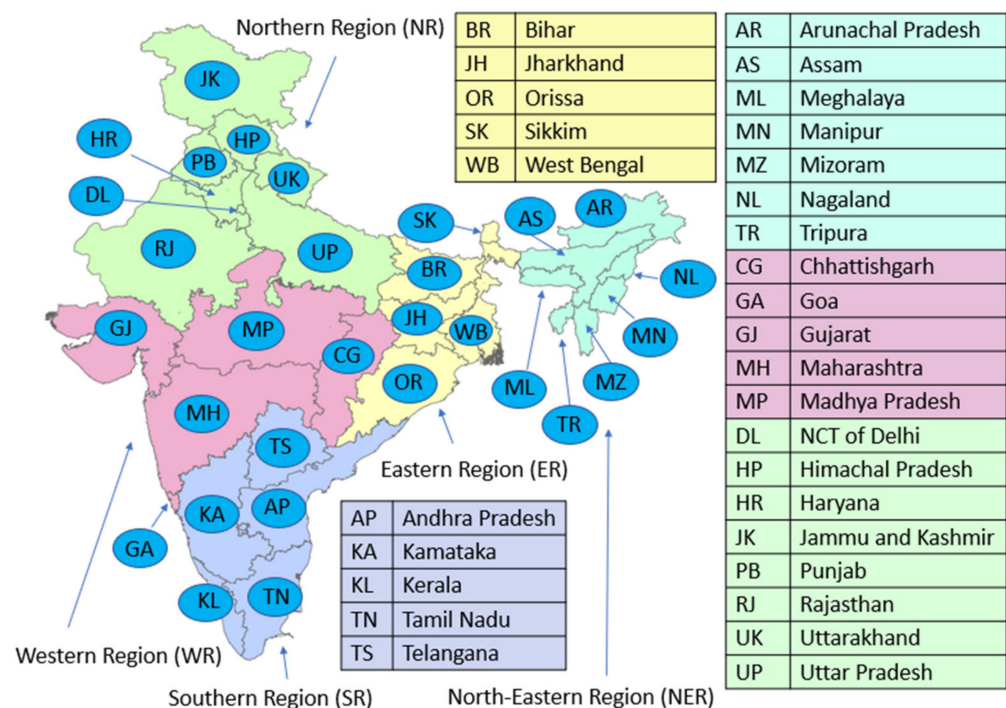 Northern Region (NR)
JK
HR
HP
PB
UK
DL
RJ
UP
SK
AS
AR
BR
NL
GJ
MP
JH
WB
CG
MN
OR
ML
MZ
MH
TR
TS
Eastern Region (ER)
KA
AP
GA
KL
TN
Western Region (WR)
Southern Region (SR)
North-Eastern Region (NER)
BR Bihar
JH Jharkhand
OR Orissa
SK Sikkim
WB West Bengal
AP Andhra Pradesh
KA Kamataka
KL Kerala
TN Tamil Nadu
TS Telangana
AR Arunachal Pradesh
AS Assam
ML Meghalaya
MN Manipur
MZ Mizoram
NL Nagaland
TR Tripura
CG Chhattishgarh
GA Goa
GJ Gujarat
MH Maharashtra
MP Madhya Pradesh
DL NCT of Delhi
HP Himachal Pradesh
HR Haryana
JK Jammu and Kashmir
PB Punjab
RJ Rajasthan
UK Uttarakhand
UP Uttar Pradesh